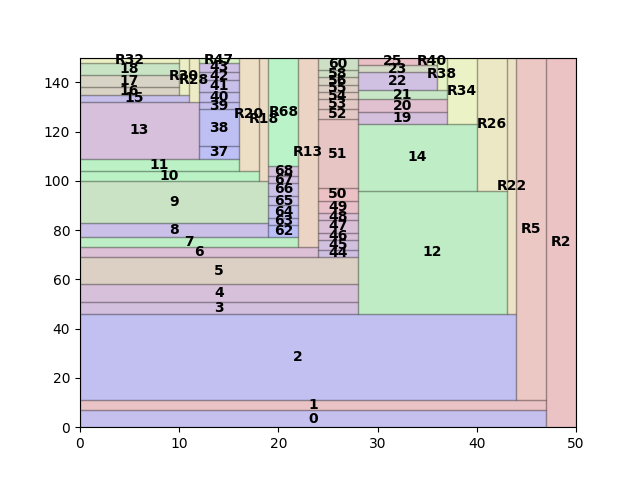 R32 R47 60 25 R40
18 43 58 23 R38
R30 R28 42 56 22
17 41 55 R34
16 40 54 21
15 39 53 20
R20 R18 R68 52 19
13 38 R26
37 R13 51 14
11 68
10 67
66 50 R22
9 65 49
64 48
63 47
8 62 46
7 45
6 44 12 R5 R2
5
4
3
2
1
0
0 20 40 60 80 100 120 140
0 10 20 30 40 50